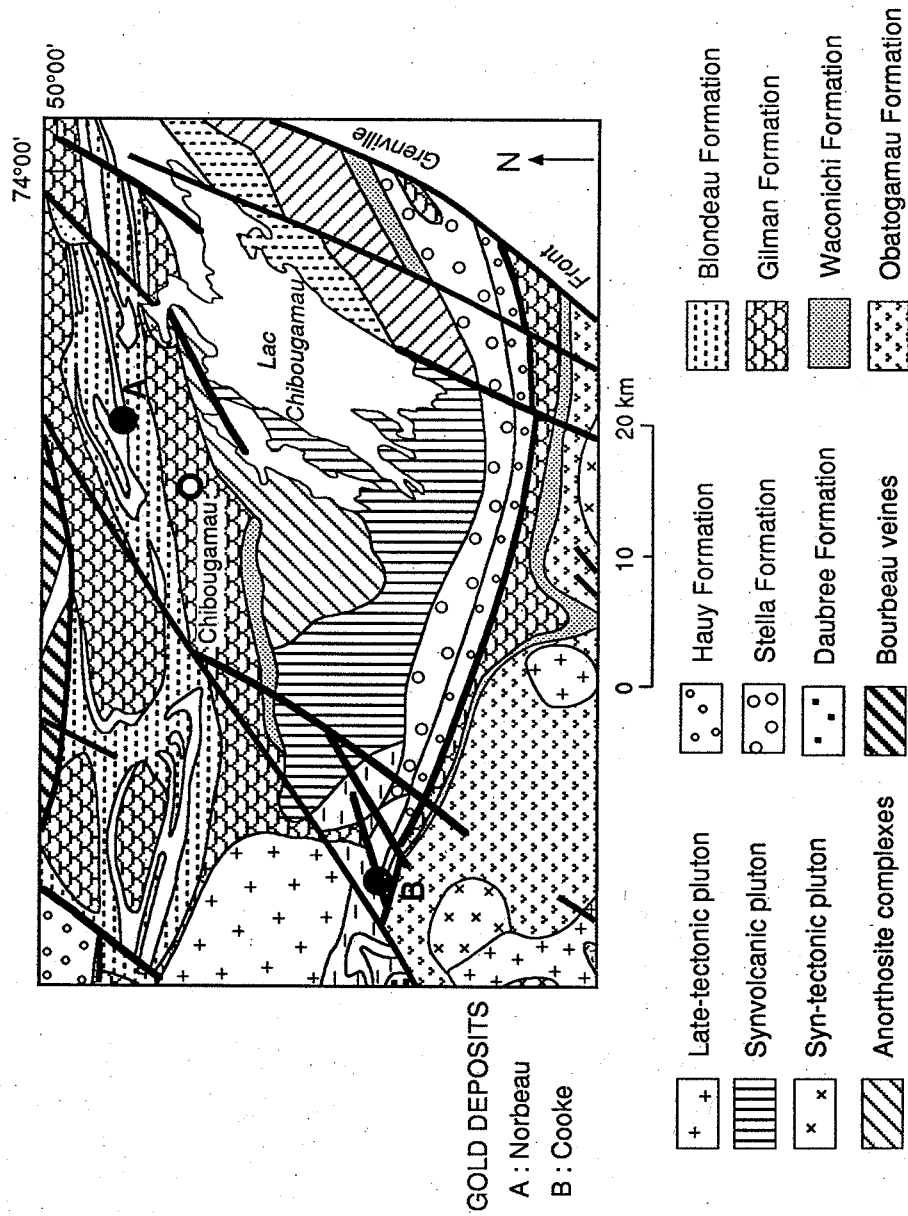 74°00'
50°00'
Grenville
Front
N
Lac
Chibougamau
Chibougamau
A
B
0 10 20 km
GOLD DEPOSITS
A : Norbeau
B : Cooke
Late-tectonic pluton
Synvolcanic pluton
Syn-tectonic pluton
Anorthosite complexes
Hauy Formation
Stella Formation
Daubree Formation
Bourbeau veines
Blondeau Formation
Gilman Formation
Waconichi Formation
Obatogamau Formation